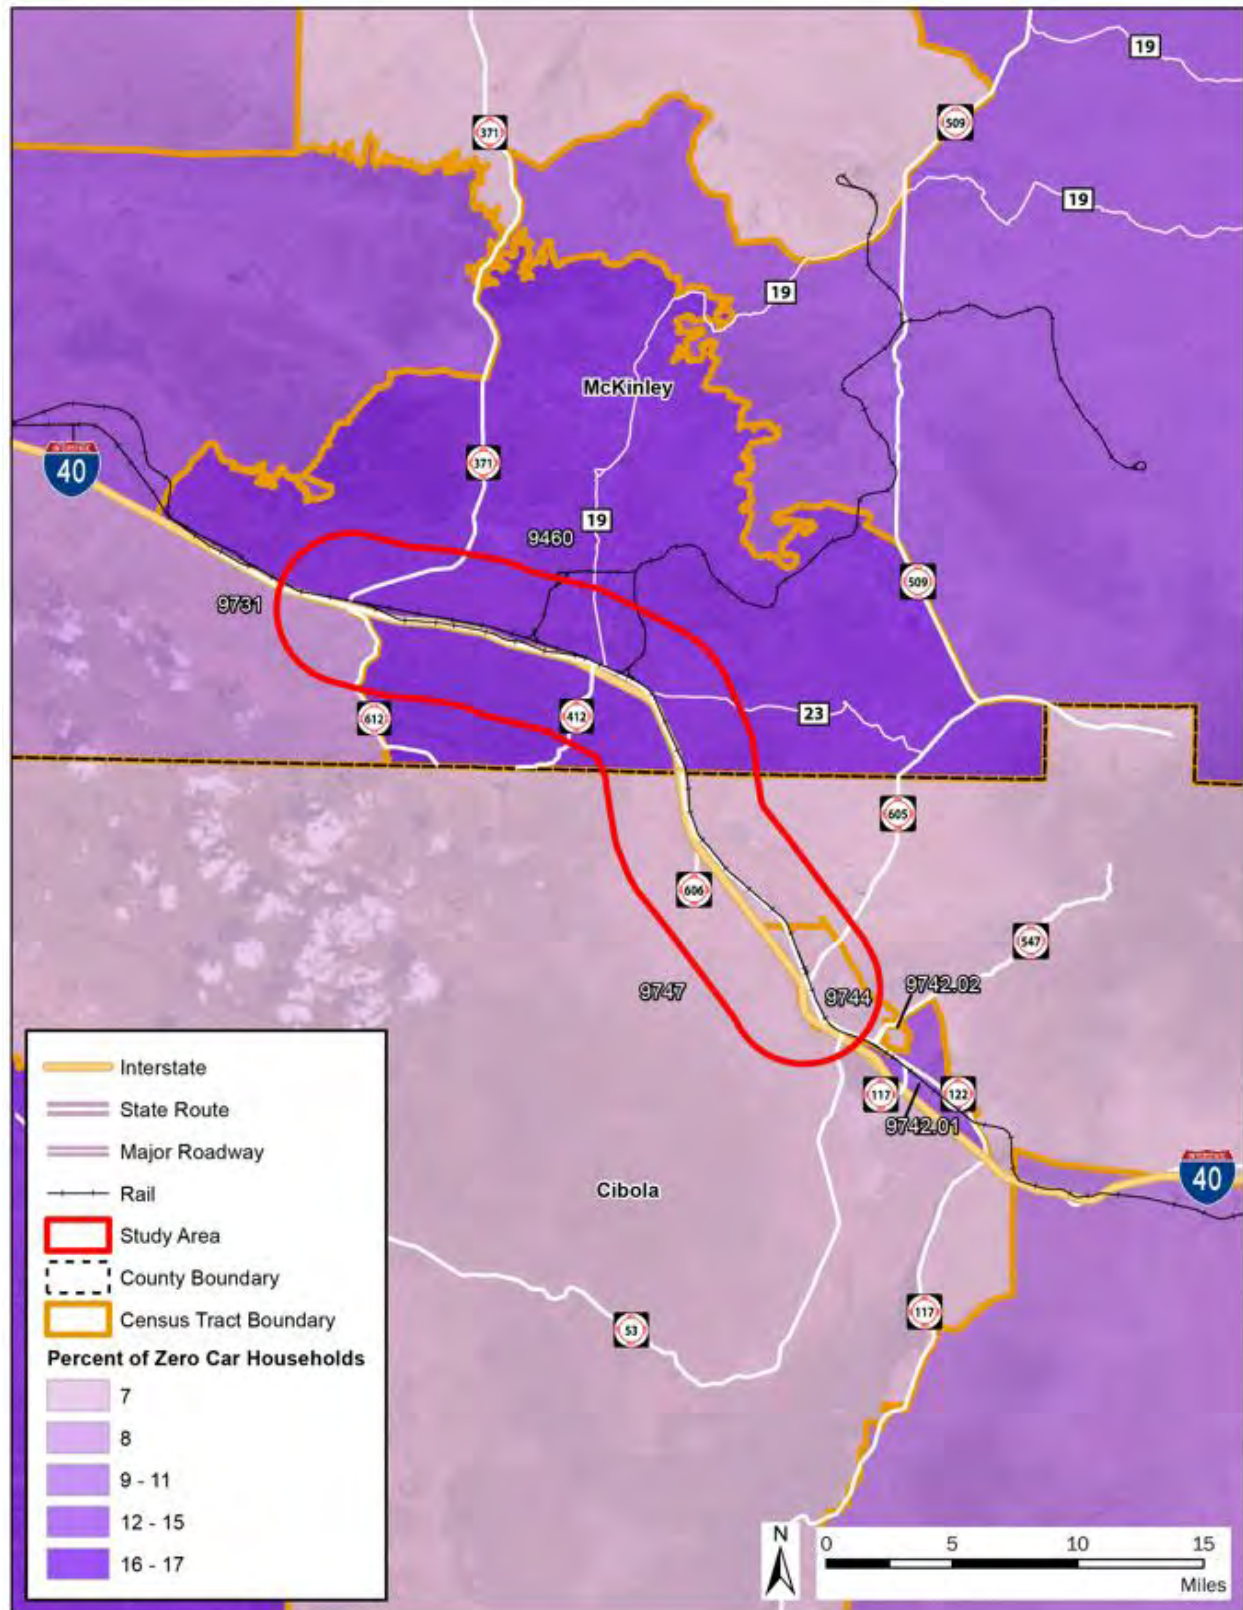 19
371
509
19
19
McKinley
INTERSTATE
40
371
19
9460
509
9731
612
412
23
605
606
547
9742.02
9747
9744
117
122
9742.01
INTERSTATE
40
Cibola
117
53
Interstate
State Route
Major Roadway
Rail
Study Area
County Boundary
Census Tract Boundary
Percent of Zero Car Households
7
8
9 - 11
12 - 15
16 - 17
N
0 5 10 15
Miles